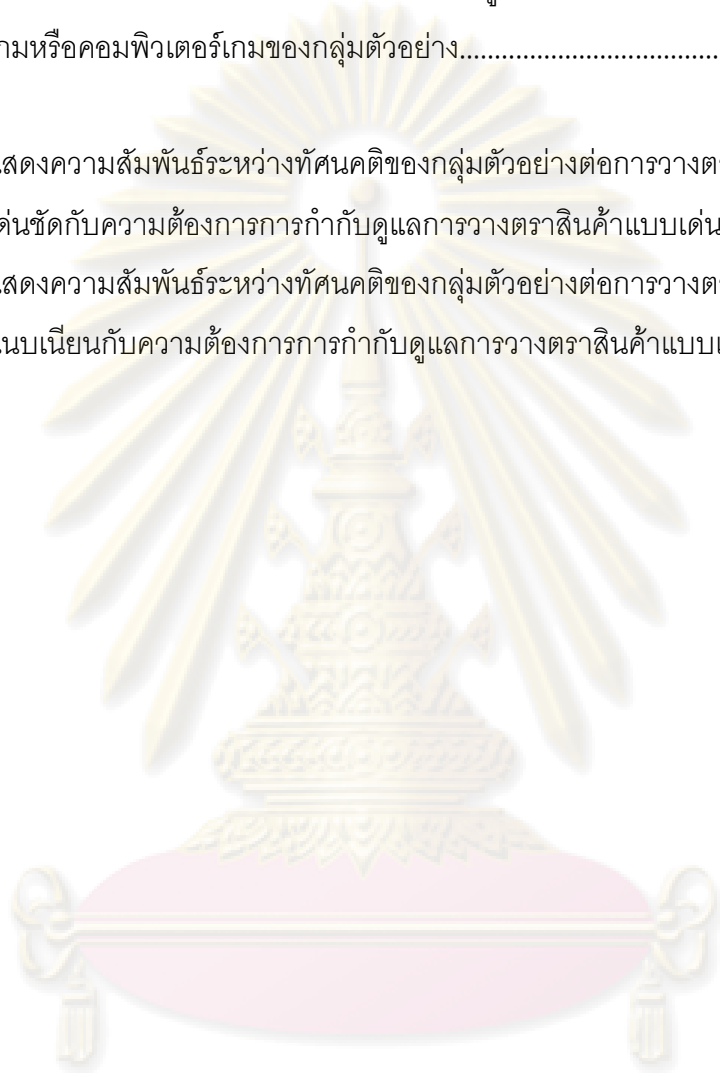 กมหรือคอมพิวเตอร์เกมของกลุ่มตัวอย่าง....................................
สดงความสัมพันธ์ระหว่างทัศนคติของกลุ่มตัวอย่างต่อการวางตร
ด่นชัดกับความต้องการการกำกับดูแลการวางตราสินค้าแบบเด่น
สดงความสัมพันธ์ระหว่างทัศนคติของกลุ่มตัวอย่างต่อการวางตร
นบเนียนกับความต้องการการกำกับดูแลการวางตราสินค้าแบบ